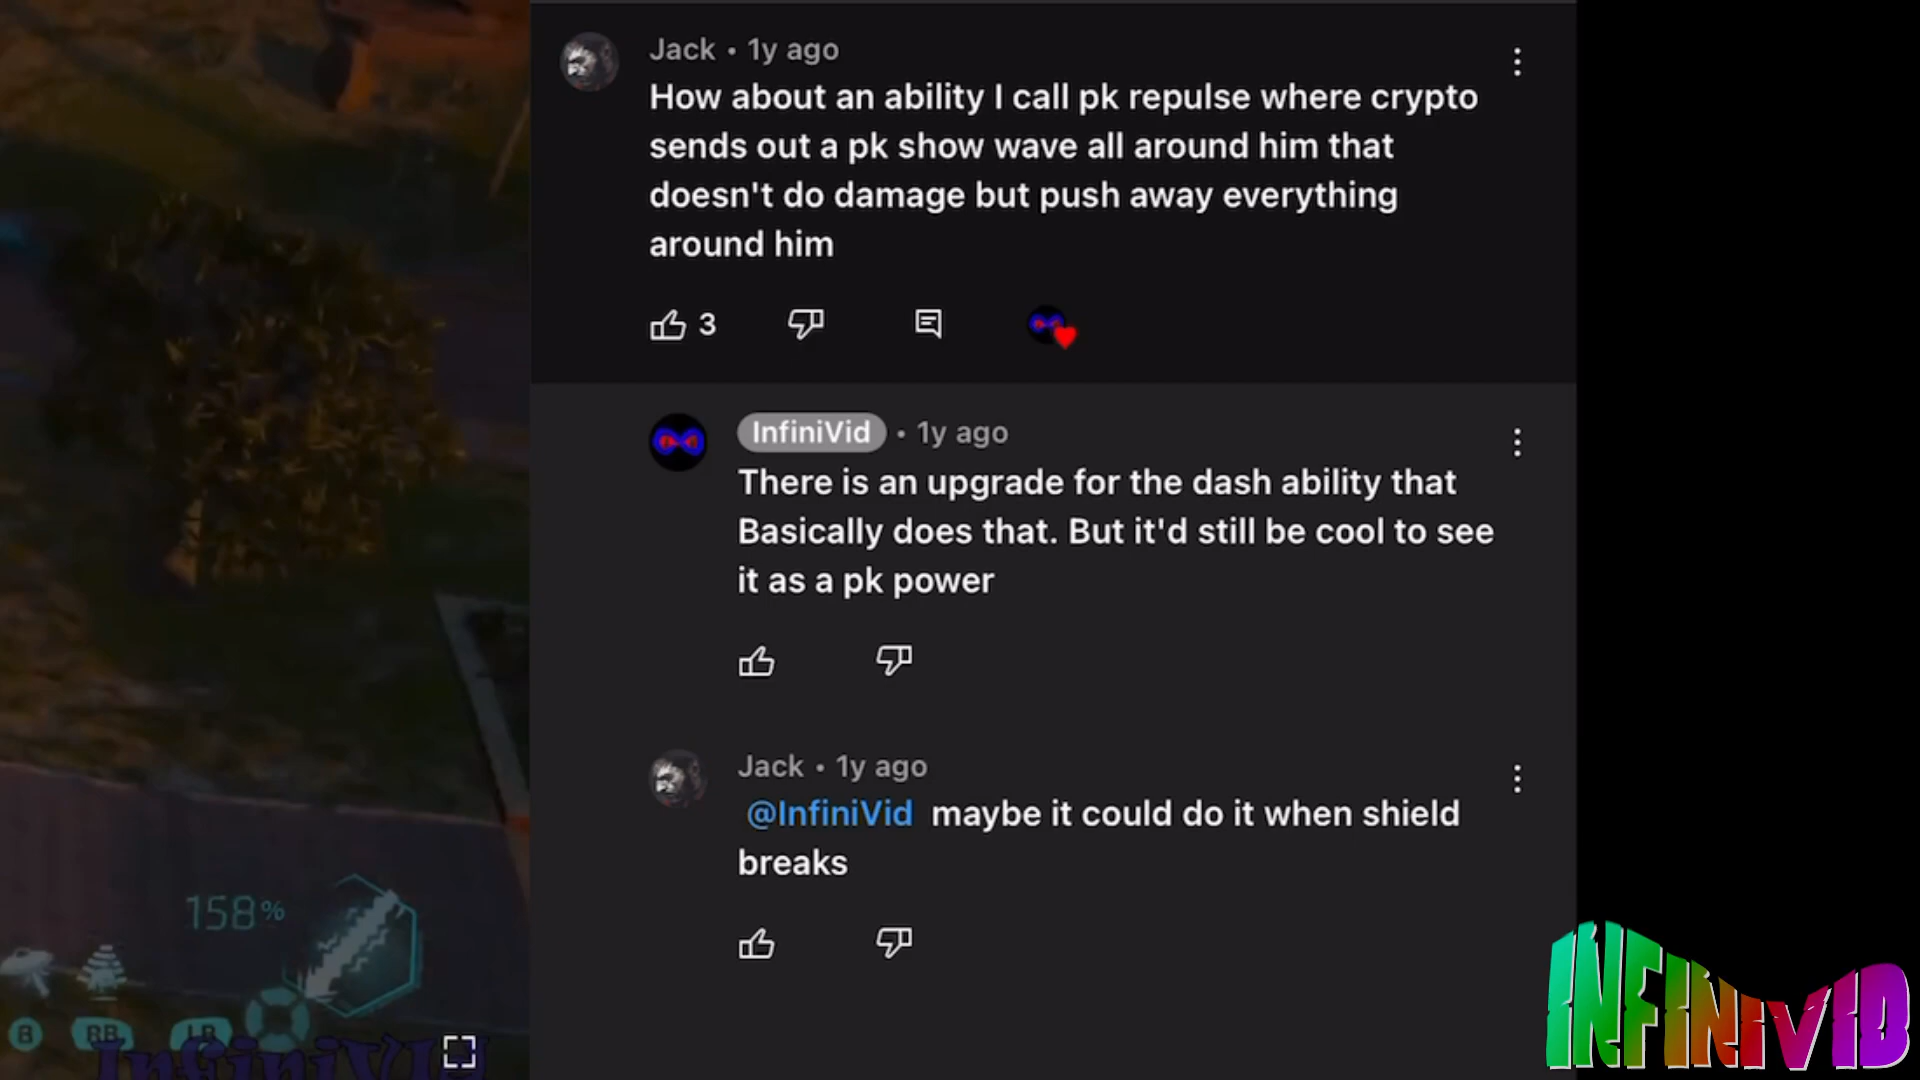 Jack • 1y ago
How about an ability I call pk repulse where crypto
sends out a pk show wave all around him that
doesn't do damage but push away everything
around him
3
InfiniVid • 1y ago
There is an upgrade for the dash ability that
Basically does that. But it'd still be cool to see
it as a pk power
Jack • 1y ago
@InfiniVid maybe it could do it when shield
breaks
158%
B RB LB
InfiniVID
INFINIVID